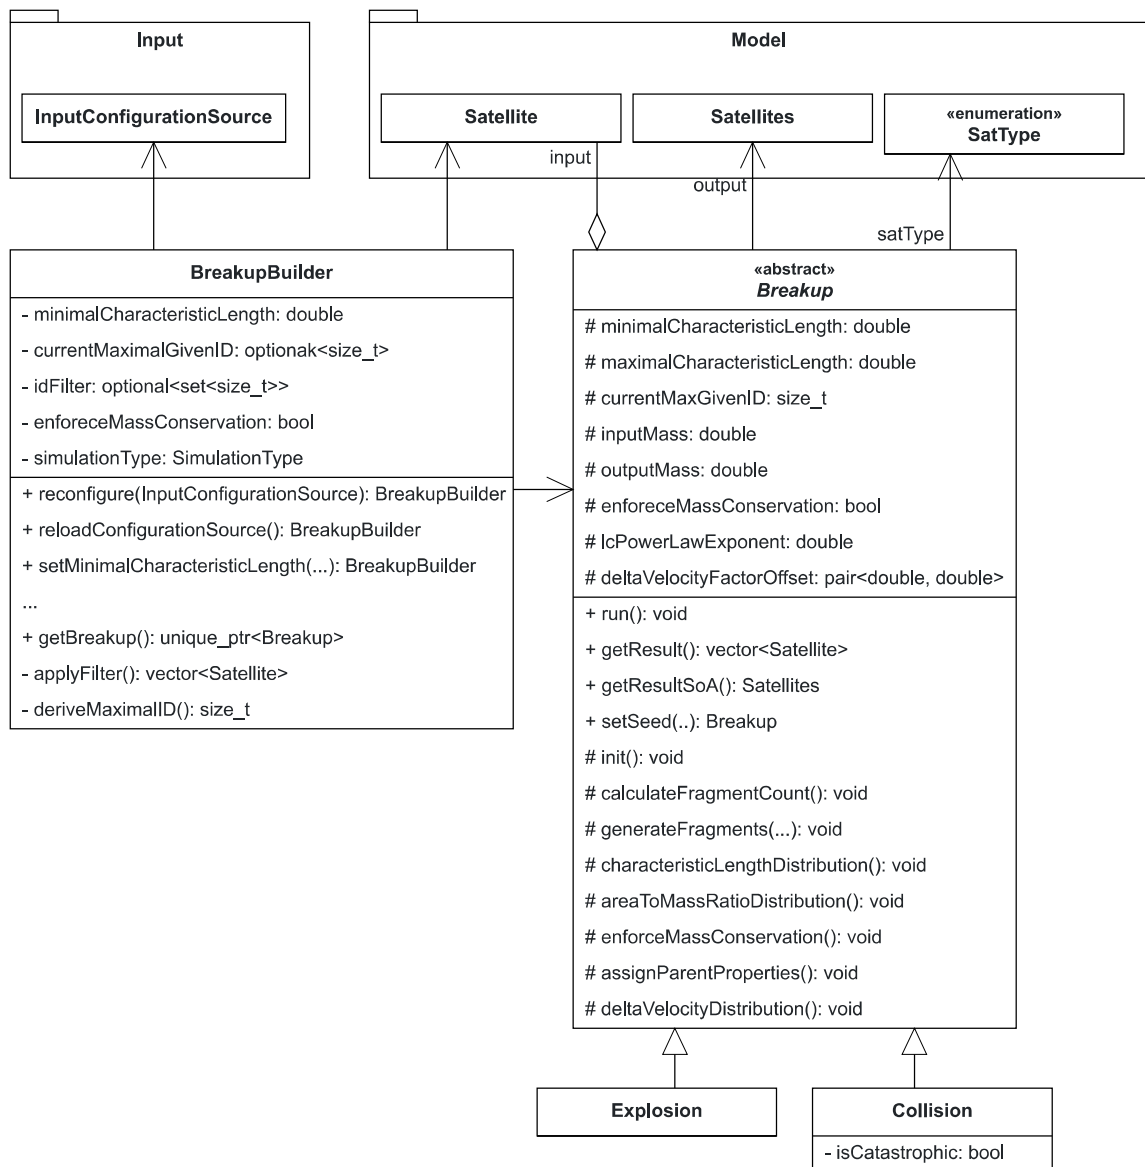 Input
InputConfigurationSource
Model
Satellite
Satellites
«enumeration»
SatType
input
output
satType
BreakupBuilder
- minimalCharacteristicLength: double
- currentMaximalGivenID: optionak<size_t>
- idFilter: optional<set<size_t>>
- enforeceMassConservation: bool
- simulationType: SimulationType
+ reconfigure(InputConfigurationSource): BreakupBuilder
+ reloadConfigurationSource(): BreakupBuilder
+ setMinimalCharacteristicLength(...): BreakupBuilder
...
+ getBreakup(): unique_ptr<Breakup>
- applyFilter(): vector<Satellite>
- deriveMaximalID(): size_t
«abstract»
Breakup
# minimalCharacteristicLength: double
# maximalCharacteristicLength: double
# currentMaxGivenID: size_t
# inputMass: double
# outputMass: double
# enforeceMassConservation: bool
# lcPowerLawExponent: double
# deltaVelocityFactorOffset: pair<double, double>
+ run(): void
+ getResult(): vector<Satellite>
+ getResultSoA(): Satellites
+ setSeed(..): Breakup
# init(): void
# calculateFragmentCount(): void
# generateFragments(...): void
# characteristicLengthDistribution(): void
# areaToMassRatioDistribution(): void
# enforceMassConservation(): void
# assignParentProperties(): void
# deltaVelocityDistribution(): void
Explosion
Collision
- isCatastrophic: bool